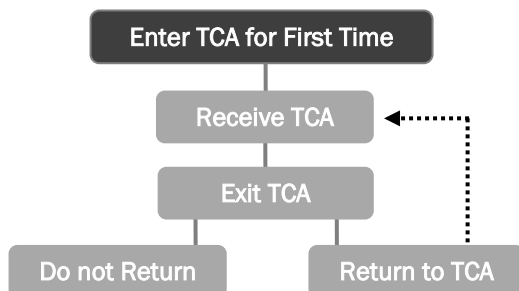 Enter TCA for First Time
Receive TCA
Exit TCA
Do not Return
Return to TCA